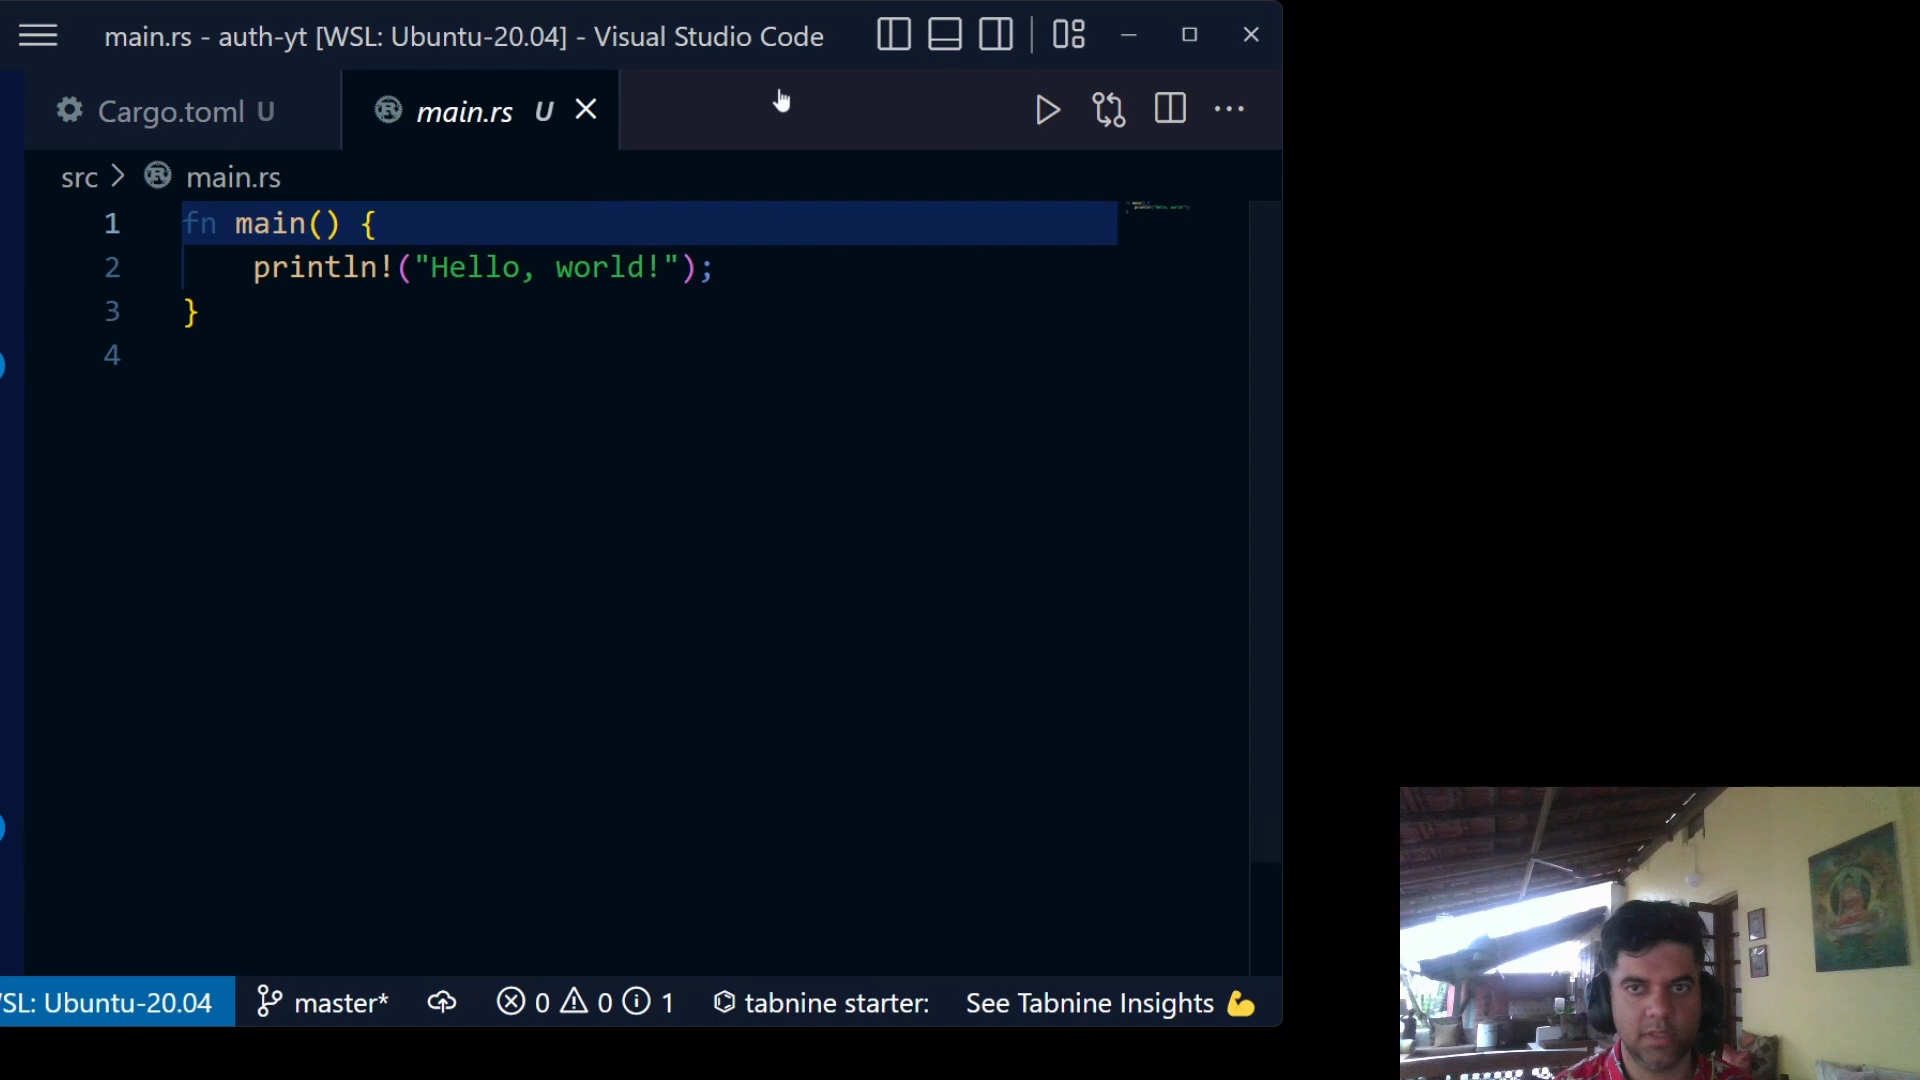 main.rs - auth-yt [WSL: Ubuntu-20.04] - Visual Studio Code
Cargo.toml U
main.rs U
src > main.rs
1 fn main() {
2     println!("Hello, world!");
3 }
4
SL: Ubuntu-20.04 master* 0 0 1 tabnine starter: See Tabnine Insights 💪